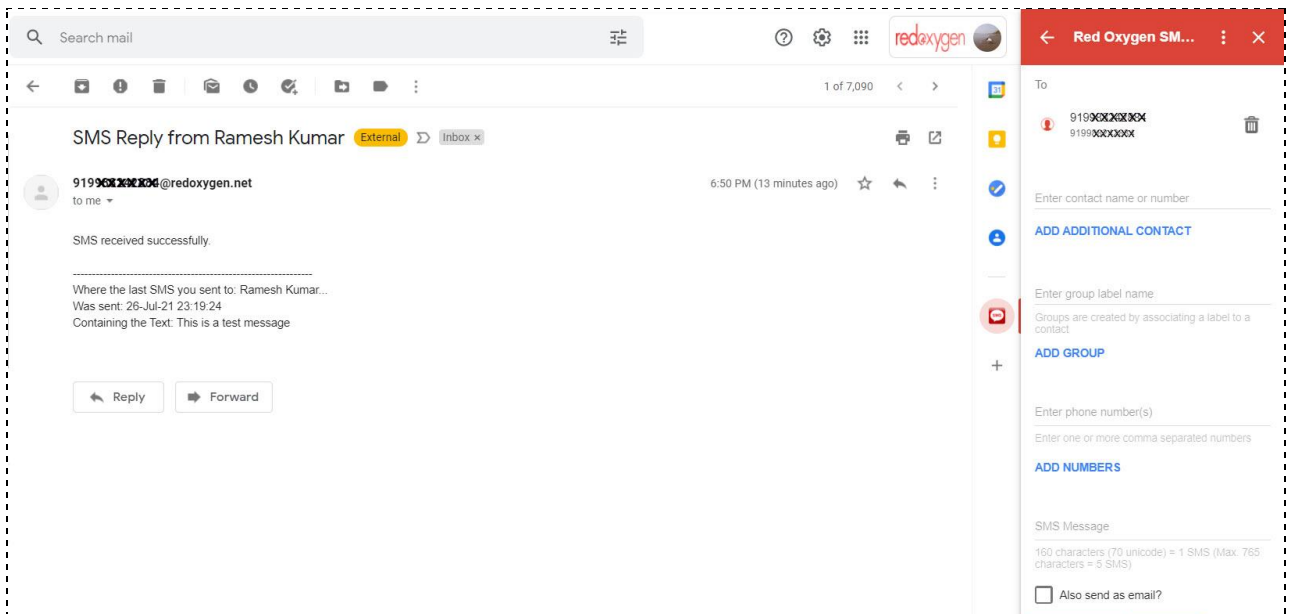 Search mail
redoxygen
Red Oxygen SM...
1 of 7,090
SMS Reply from Ramesh Kumar External Inbox ×
@redoxygen.net
6:50 PM (13 minutes ago)
to me
SMS received successfully.
----------------------------------------------------------------
Where the last SMS you sent to: Ramesh Kumar...
Was sent: 26-Jul-21 23:19:24
Containing the Text: This is a test message
Reply
Forward
31
SMS
To
Enter contact name or number
ADD ADDITIONAL CONTACT
Enter group label name
Groups are created by associating a label to a
contact
ADD GROUP
Enter phone number(s)
Enter one or more comma separated numbers
ADD NUMBERS
SMS Message
160 characters (70 unicode) = 1 SMS (Max. 765
characters = 5 SMS)
Also send as email?